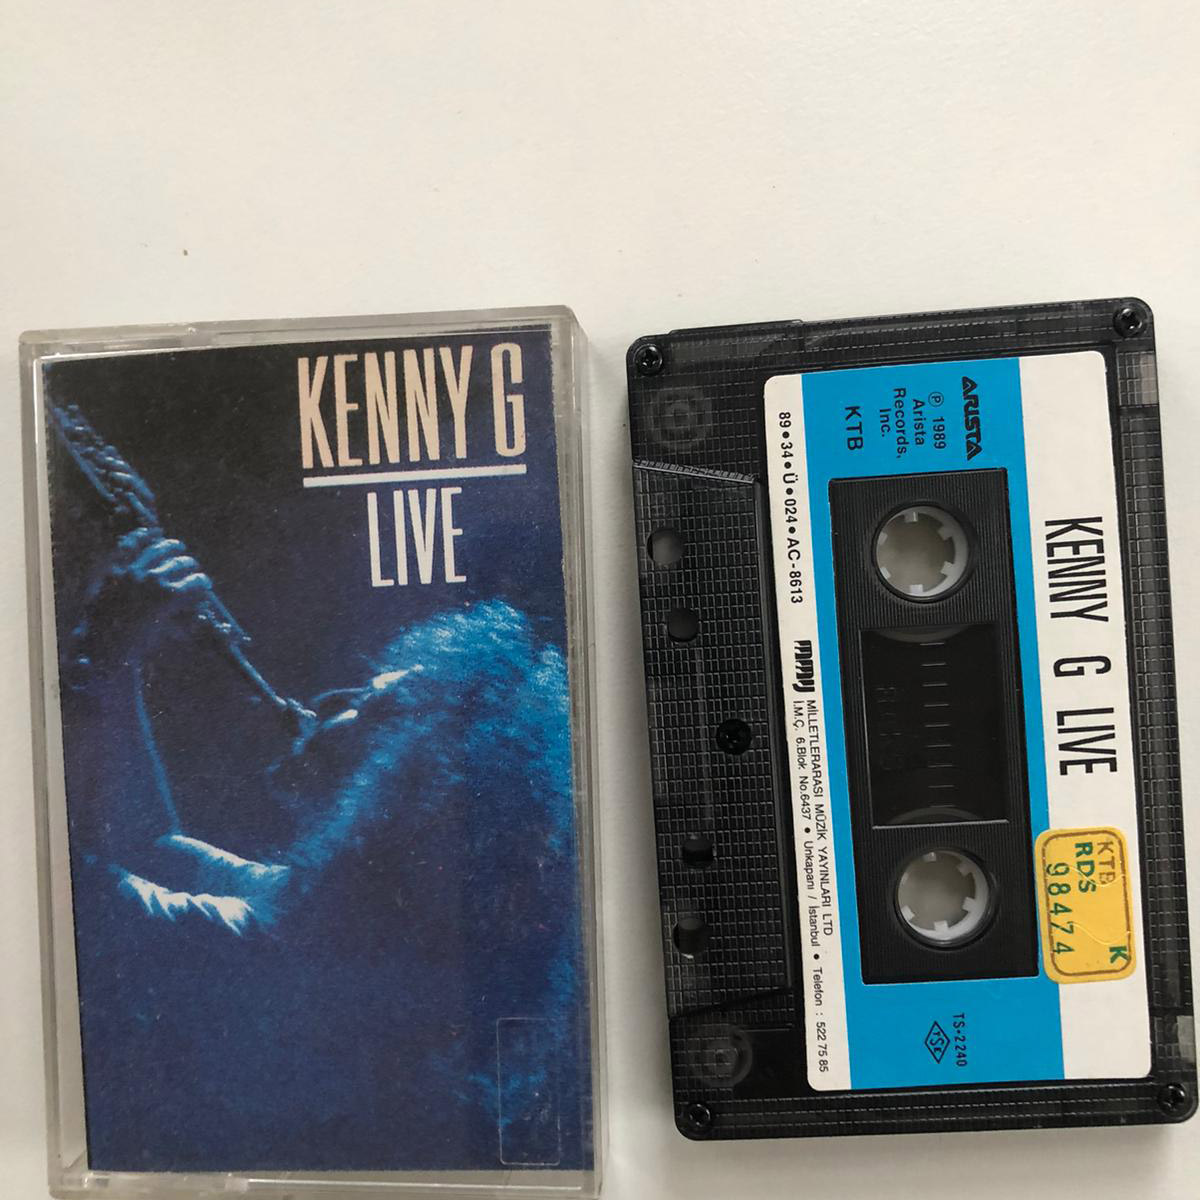 KENNY G
LIVE
ARISTA
℗ 1989
Arista
Records,
Inc.
KTB
89•34•Ü•024•AC-8613
KENNY G LIVE
KTB K
RDS
98474
TS•2240
TSE
MİLLETLERARASI MÜZİK YAYINLARI LTD
İ.M.Ç. 6.Blok No.6437 • Unkapanı / İstanbul • Telefon : 522 75 85